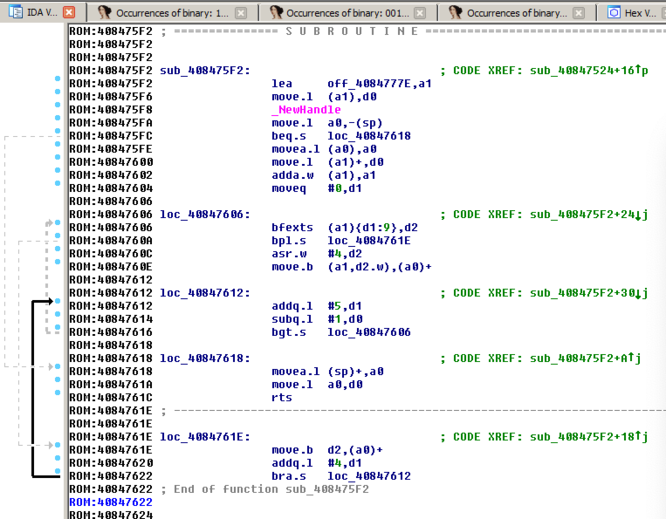 IDA V... Occurrences of binary: 1... Occurrences of binary: 001... Occurrences of binary... Hex V...
ROM:408475F2 ; =============== S U B R O U T I N E =======================================
ROM:408475F2
ROM:408475F2
ROM:408475F2 sub_408475F2: ; CODE XREF: sub_40847524+16↑p
ROM:408475F2 lea off_4084777E,a1
ROM:408475F6 move.l (a1),d0
ROM:408475F8 _NewHandle
ROM:408475FA move.l a0,-(sp)
ROM:408475FC beq.s loc_40847618
ROM:408475FE movea.l (a0),a0
ROM:40847600 move.l (a1)+,d0
ROM:40847602 adda.w (a1),a1
ROM:40847604 moveq #0,d1
ROM:40847606
ROM:40847606 loc_40847606: ; CODE XREF: sub_408475F2+24↓j
ROM:40847606 bfexts (a1){d1:9},d2
ROM:4084760A bpl.s loc_4084761E
ROM:4084760C asr.w #4,d2
ROM:4084760E move.b (a1,d2.w),(a0)+
ROM:40847612
ROM:40847612 loc_40847612: ; CODE XREF: sub_408475F2+30↓j
ROM:40847612 addq.l #5,d1
ROM:40847614 subq.l #1,d0
ROM:40847616 bgt.s loc_40847606
ROM:40847618
ROM:40847618 loc_40847618: ; CODE XREF: sub_408475F2+A↑j
ROM:40847618 movea.l (sp)+,a0
ROM:4084761A move.l a0,d0
ROM:4084761C rts
ROM:4084761E ; ---------------------------------------------------------------------------
ROM:4084761E
ROM:4084761E loc_4084761E: ; CODE XREF: sub_408475F2+18↑j
ROM:4084761E move.b d2,(a0)+
ROM:40847620 addq.l #4,d1
ROM:40847622 bra.s loc_40847612
ROM:40847622 ; End of function sub_408475F2
ROM:40847622
ROM:40847624